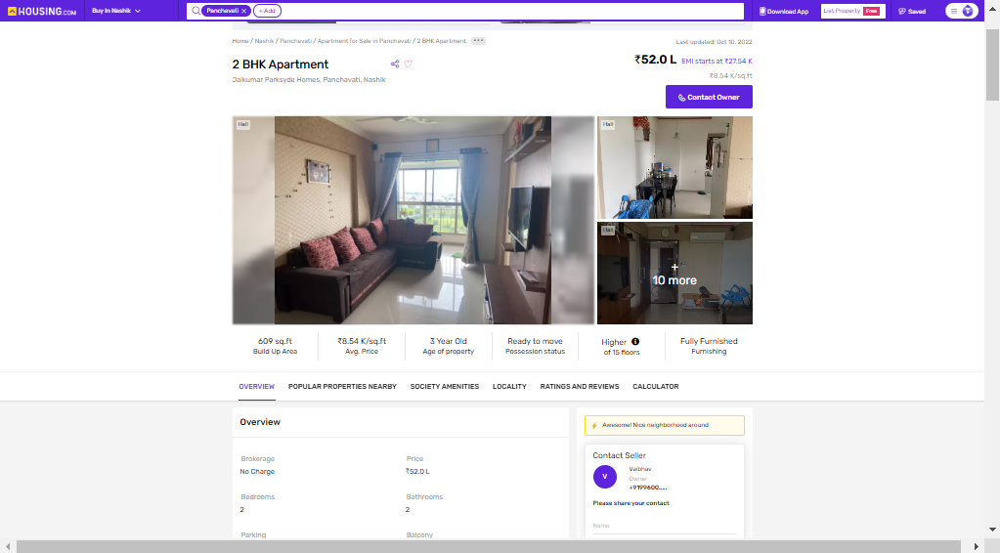 HOUSING.COM
Buy In Nashik
Panchavati ×
+ Add
Download App
List Property Free
Saved
Home / Nashik / Panchavati / Apartment for Sale in Panchavati / 2 BHK Apartment
Last updated: Oct 10, 2022
2 BHK Apartment
₹52.0 L EMI starts at ₹27.54 K
Jaikumar Parksyde Homes, Panchavati, Nashik
₹8.54 K/sq.ft
Contact Owner
Hall
Hall
Hall
+
10 more
609 sq.ft
Build Up Area
₹8.54 K/sq.ft
Avg. Price
3 Year Old
Age of property
Ready to move
Possession status
Higher
of 15 floors
Fully Furnished
Furnishing
OVERVIEW
POPULAR PROPERTIES NEARBY
SOCIETY AMENITIES
LOCALITY
RATINGS AND REVIEWS
CALCULATOR
Overview
Brokerage
No Charge
Price
₹52.0 L
Bedrooms
2
Bathrooms
2
Parking
Balcony
Awesome! Nice neighborhood around
Contact Seller
V
Vaibhav
Owner
+9199600.....
Please share your contact
Name